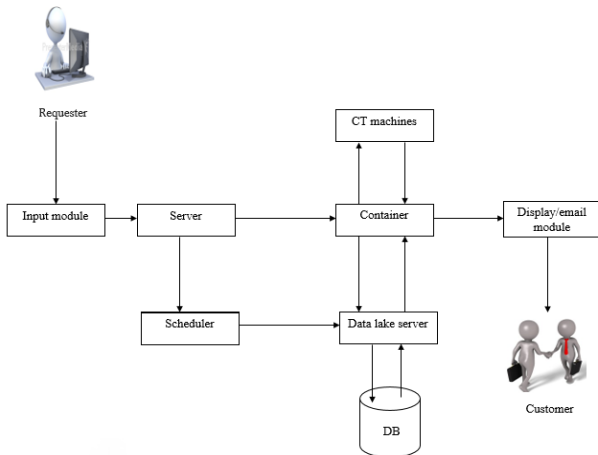 Requester
CT machines
Input module
Server
Container
Display/email
module
Scheduler
Data lake server
Customer
DB